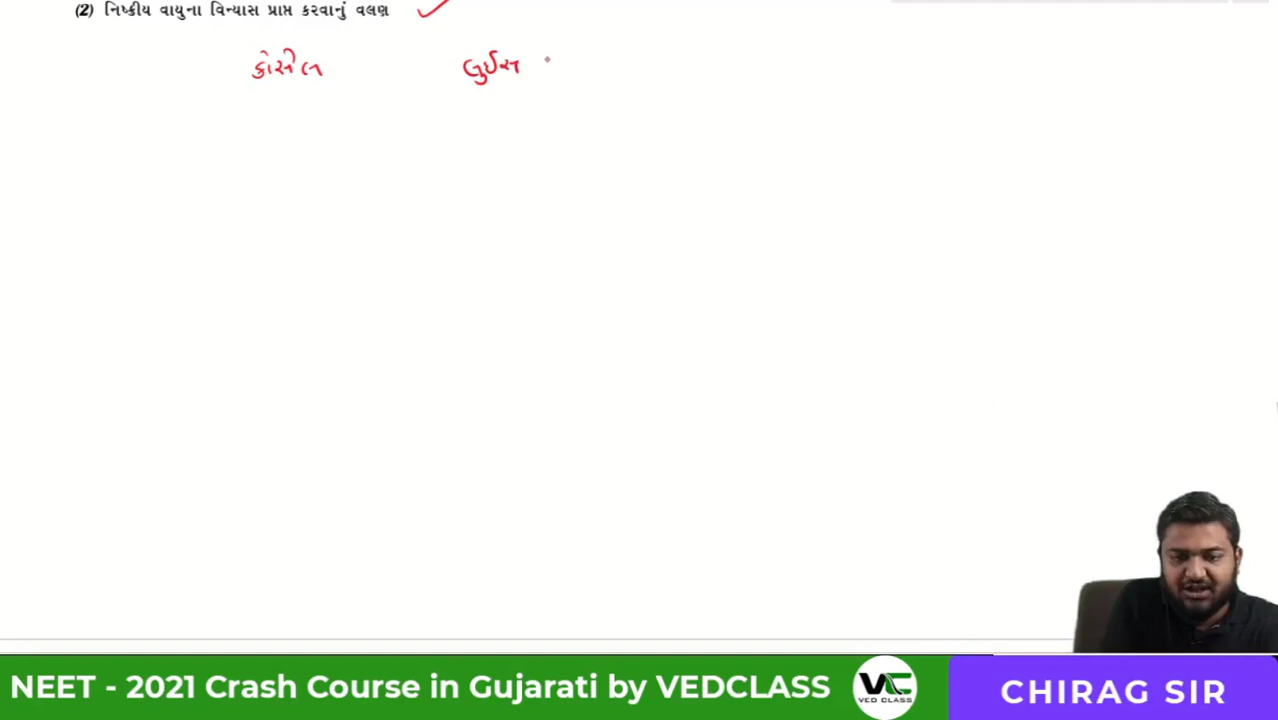 (2) નિષ્ક્રીય વાયુના વિન્યાસ પ્રાપ્ત કરવાનું વલણ
કોસેલ લુઈસ
NEET - 2021 Crash Course in Gujarati by VEDCLASS
VC
VED CLASS
CHIRAG SIR